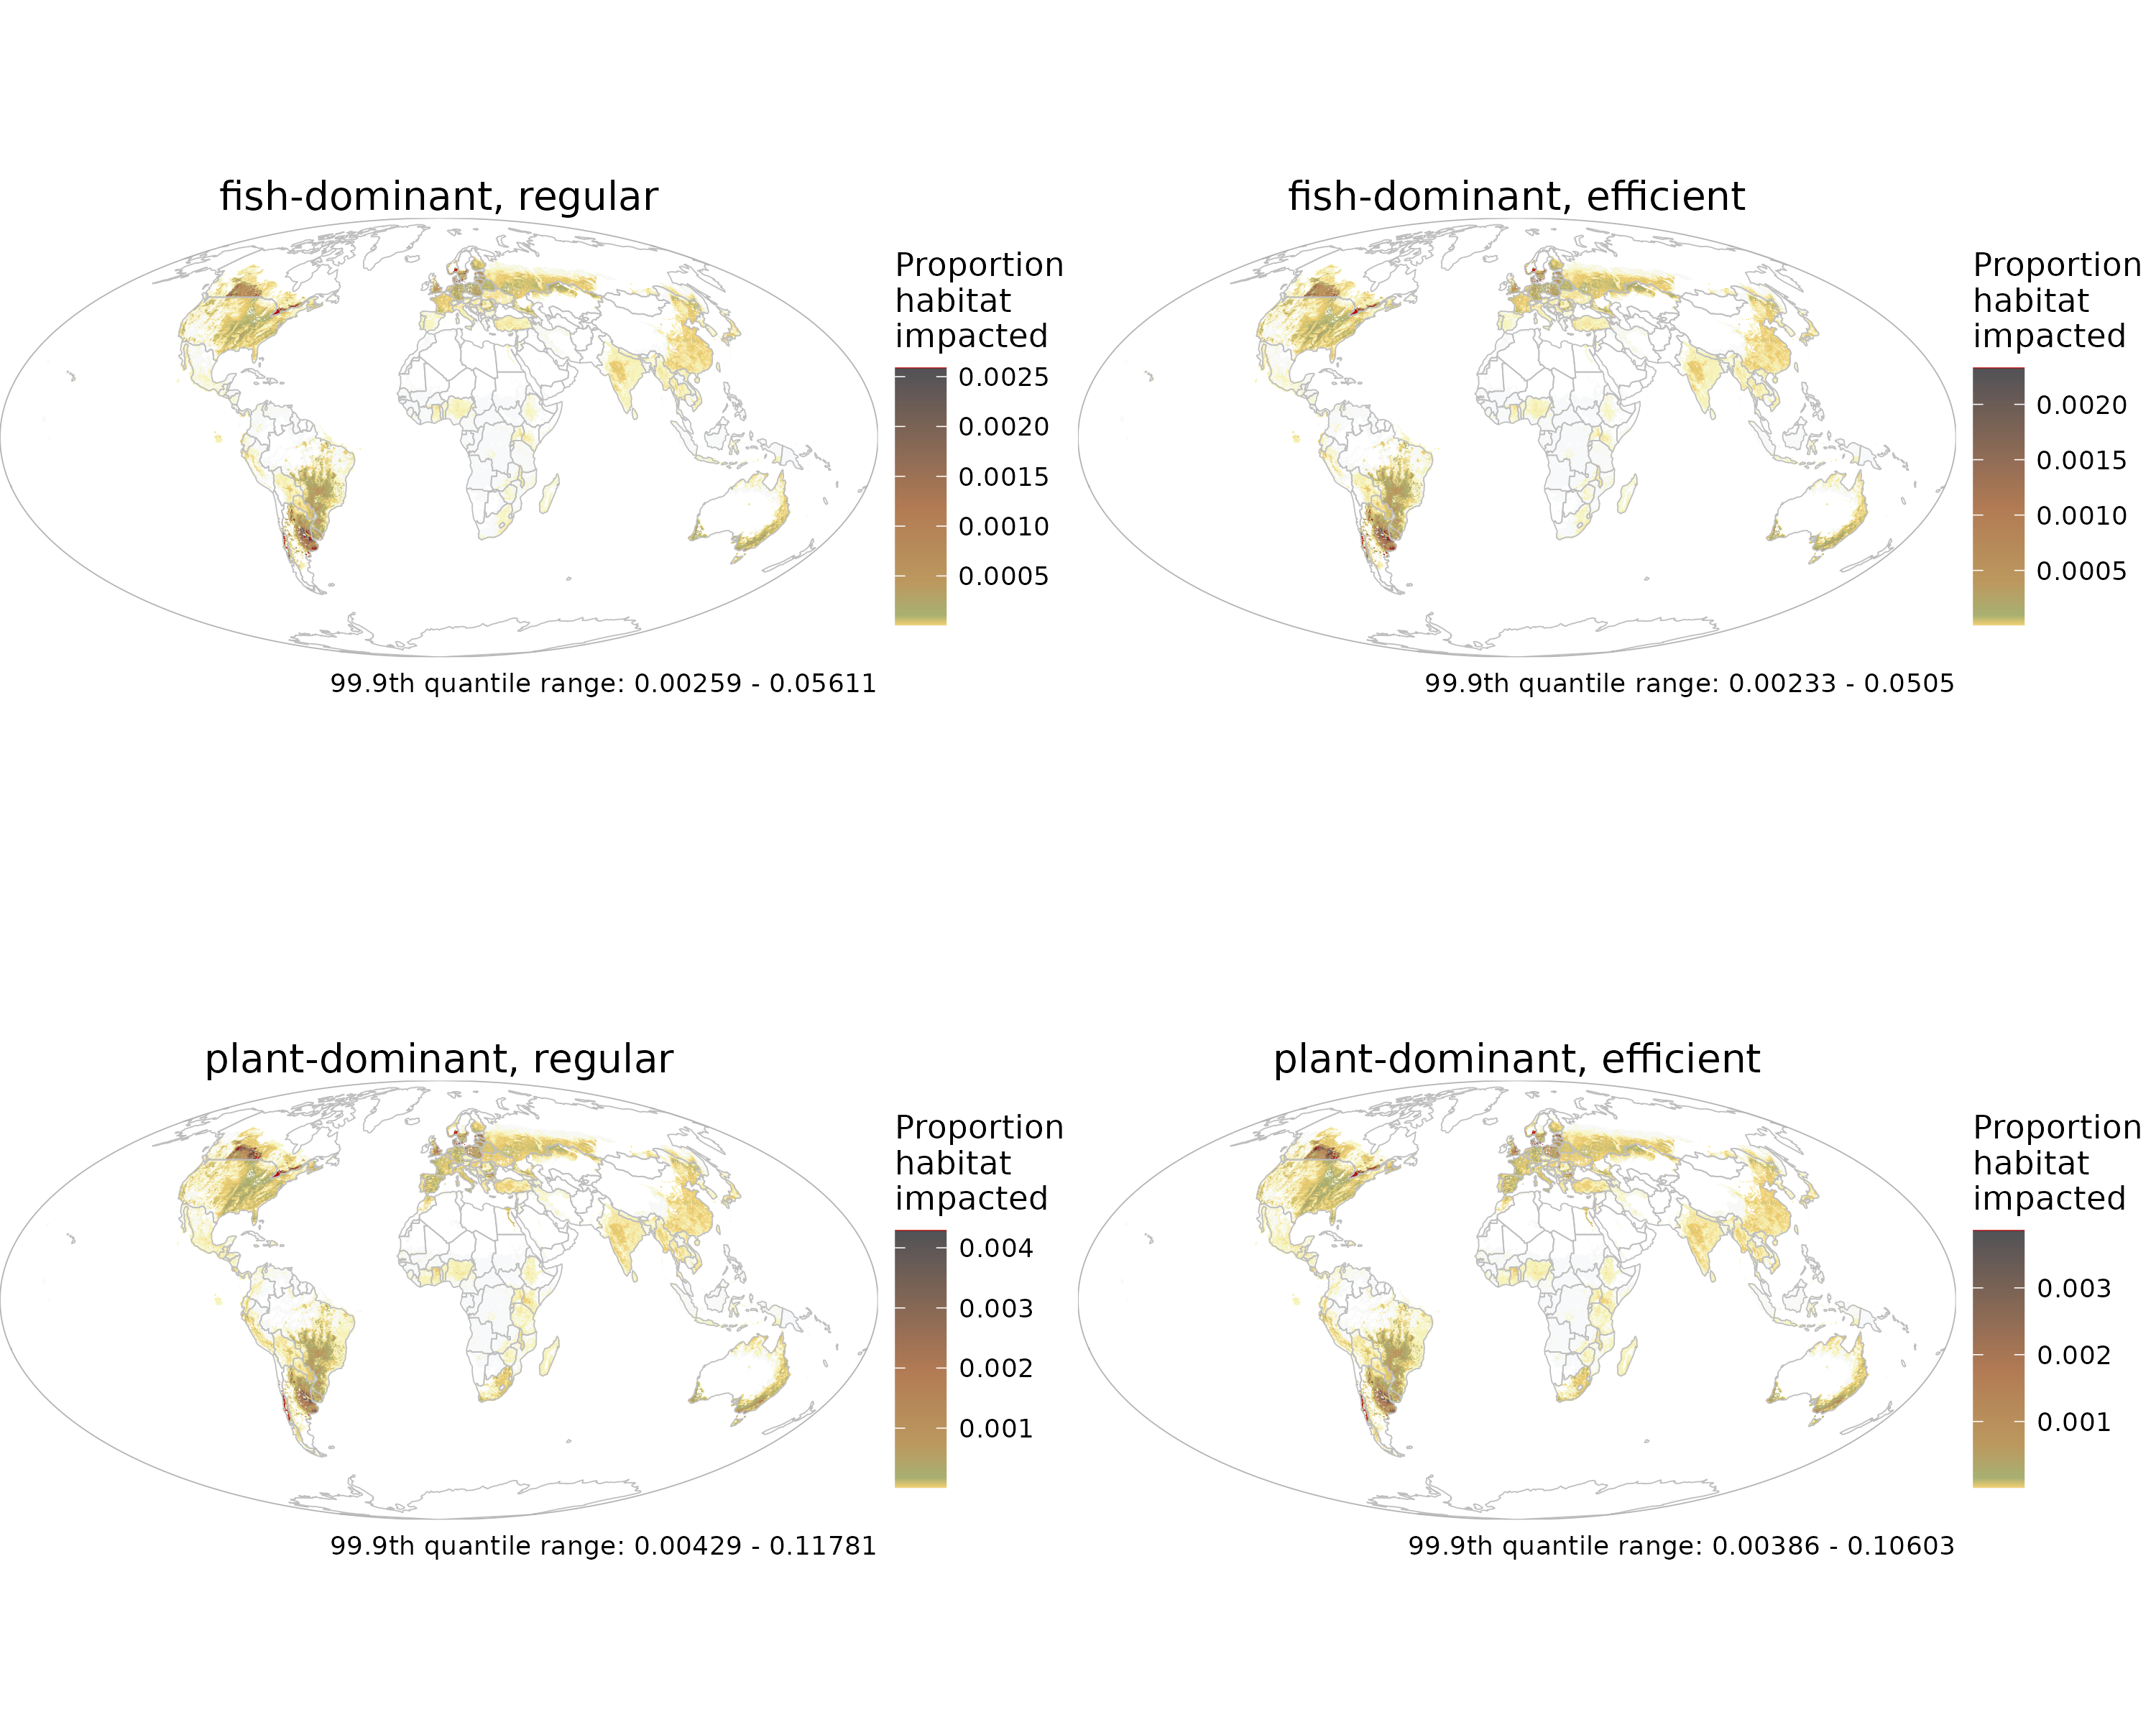 fish-dominant, regular
Proportion
habitat
impacted
0.0025
0.0020
0.0015
0.0010
0.0005
99.9th quantile range: 0.00259 - 0.05611
fish-dominant, efficient
Proportion
habitat
impacted
0.0020
0.0015
0.0010
0.0005
99.9th quantile range: 0.00233 - 0.0505
plant-dominant, regular
Proportion
habitat
impacted
0.004
0.003
0.002
0.001
99.9th quantile range: 0.00429 - 0.11781
plant-dominant, efficient
Proportion
habitat
impacted
0.003
0.002
0.001
99.9th quantile range: 0.00386 - 0.10603